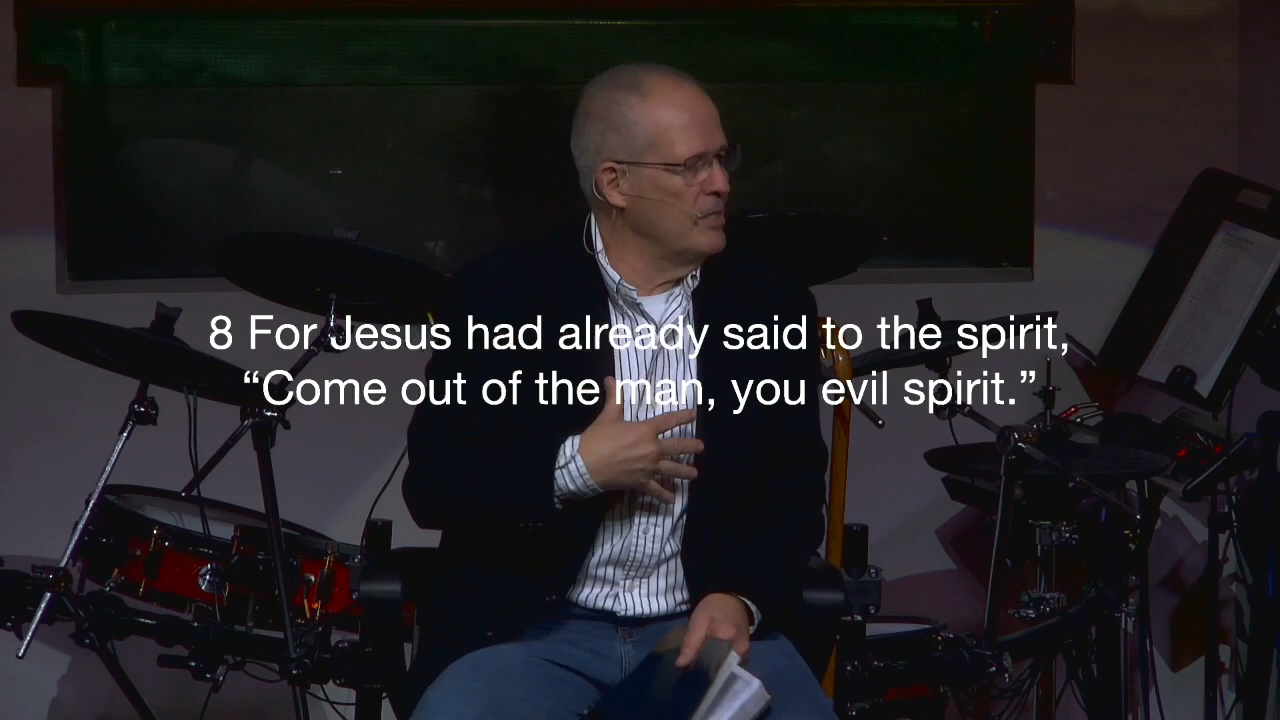 8 For Jesus had already said to the spirit,
“Come out of the man, you evil spirit.”